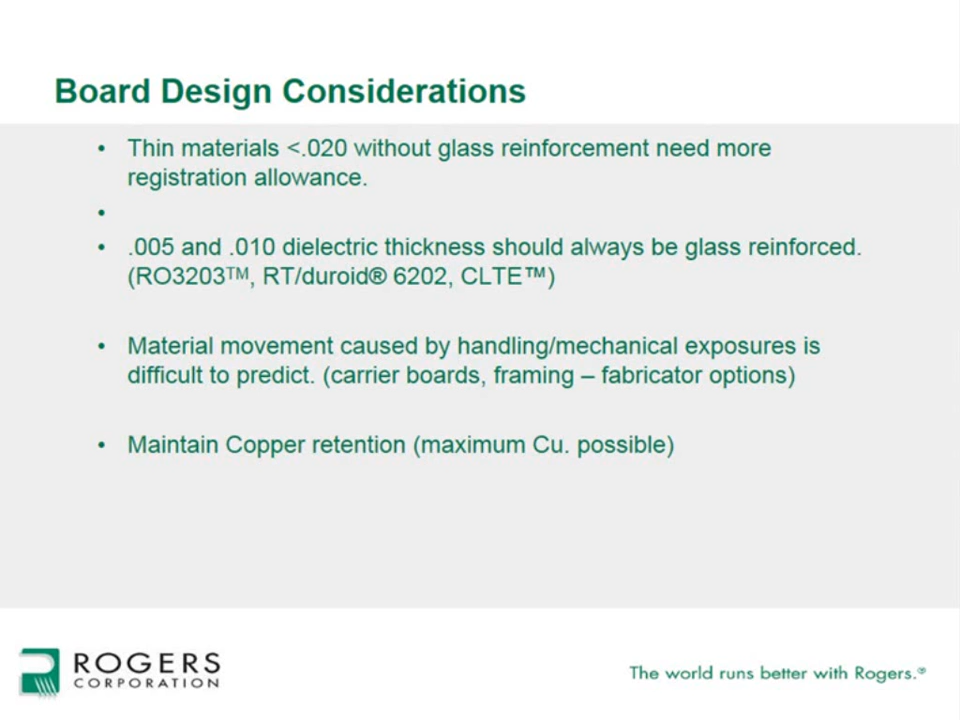 Board Design Considerations
• Thin materials <.020 without glass reinforcement need more
registration allowance.
•
• .005 and .010 dielectric thickness should always be glass reinforced.
(RO3203™, RT/duroid® 6202, CLTE™)
• Material movement caused by handling/mechanical exposures is
difficult to predict. (carrier boards, framing – fabricator options)
• Maintain Copper retention (maximum Cu. possible)
ROGERS
CORPORATION
The world runs better with Rogers.®